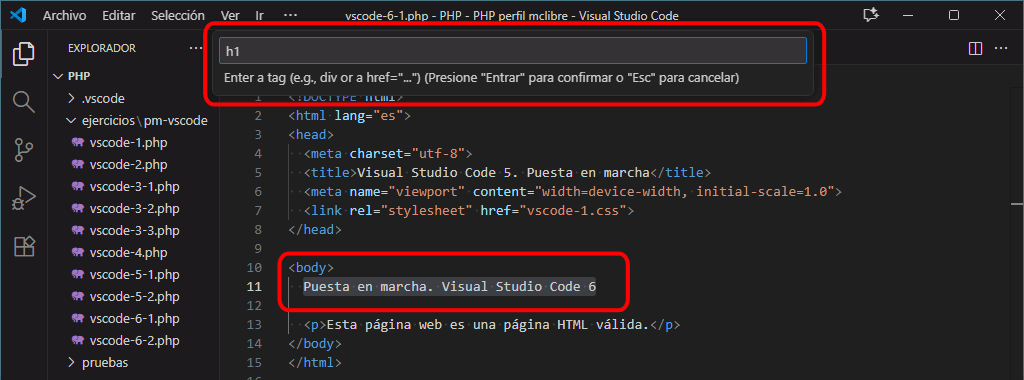 Archivo Editar Selección Ver Ir ··· vscode-6-1.php - PHP - PHP perfil mclibre - Visual Studio Code
EXPLORADOR ···
PHP
.vscode
ejercicios\pm-vscode
vscode-1.php
vscode-2.php
vscode-3-1.php
vscode-3-2.php
vscode-3-3.php
vscode-4.php
vscode-5-1.php
vscode-5-2.php
vscode-6-1.php
vscode-6-2.php
pruebas
h1
Enter a tag (e.g., div or a href="...") (Presione "Entrar" para confirmar o "Esc" para cancelar)
1 <!DOCTYPE html>
2 <html lang="es">
3 <head>
4 <meta charset="utf-8">
5 <title>Visual Studio Code 5. Puesta en marcha</title>
6 <meta name="viewport" content="width=device-width, initial-scale=1.0">
7 <link rel="stylesheet" href="vscode-1.css">
8 </head>
9
10 <body>
11 Puesta en marcha. Visual Studio Code 6
12
13 <p>Esta página web es una página HTML válida.</p>
14 </body>
15 </html>
16